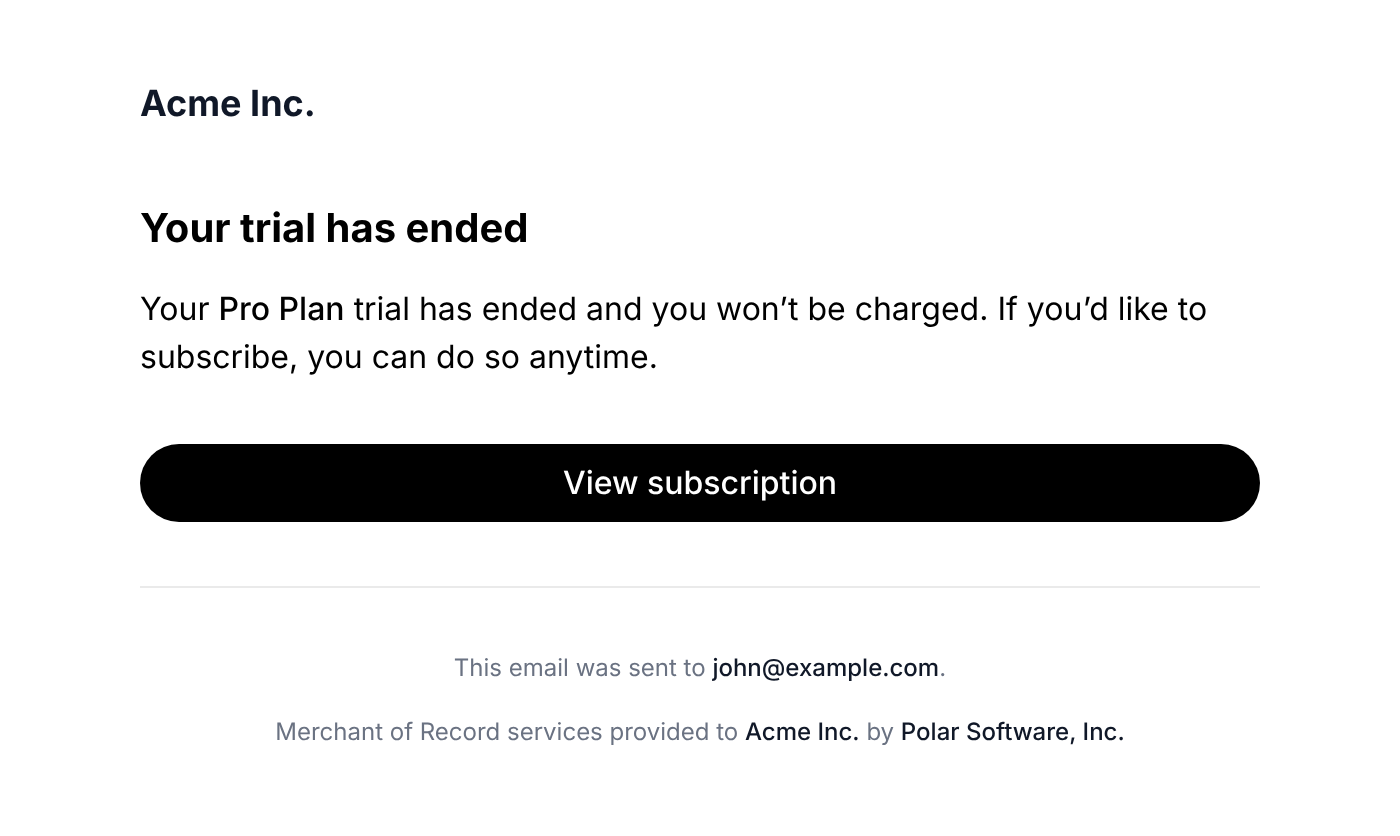 Acme Inc.
Your trial has ended
Your Pro Plan trial has ended and you won’t be charged. If you’d like to
subscribe, you can do so anytime.
View subscription
This email was sent to john@example.com.
Merchant of Record services provided to Acme Inc. by Polar Software, Inc.